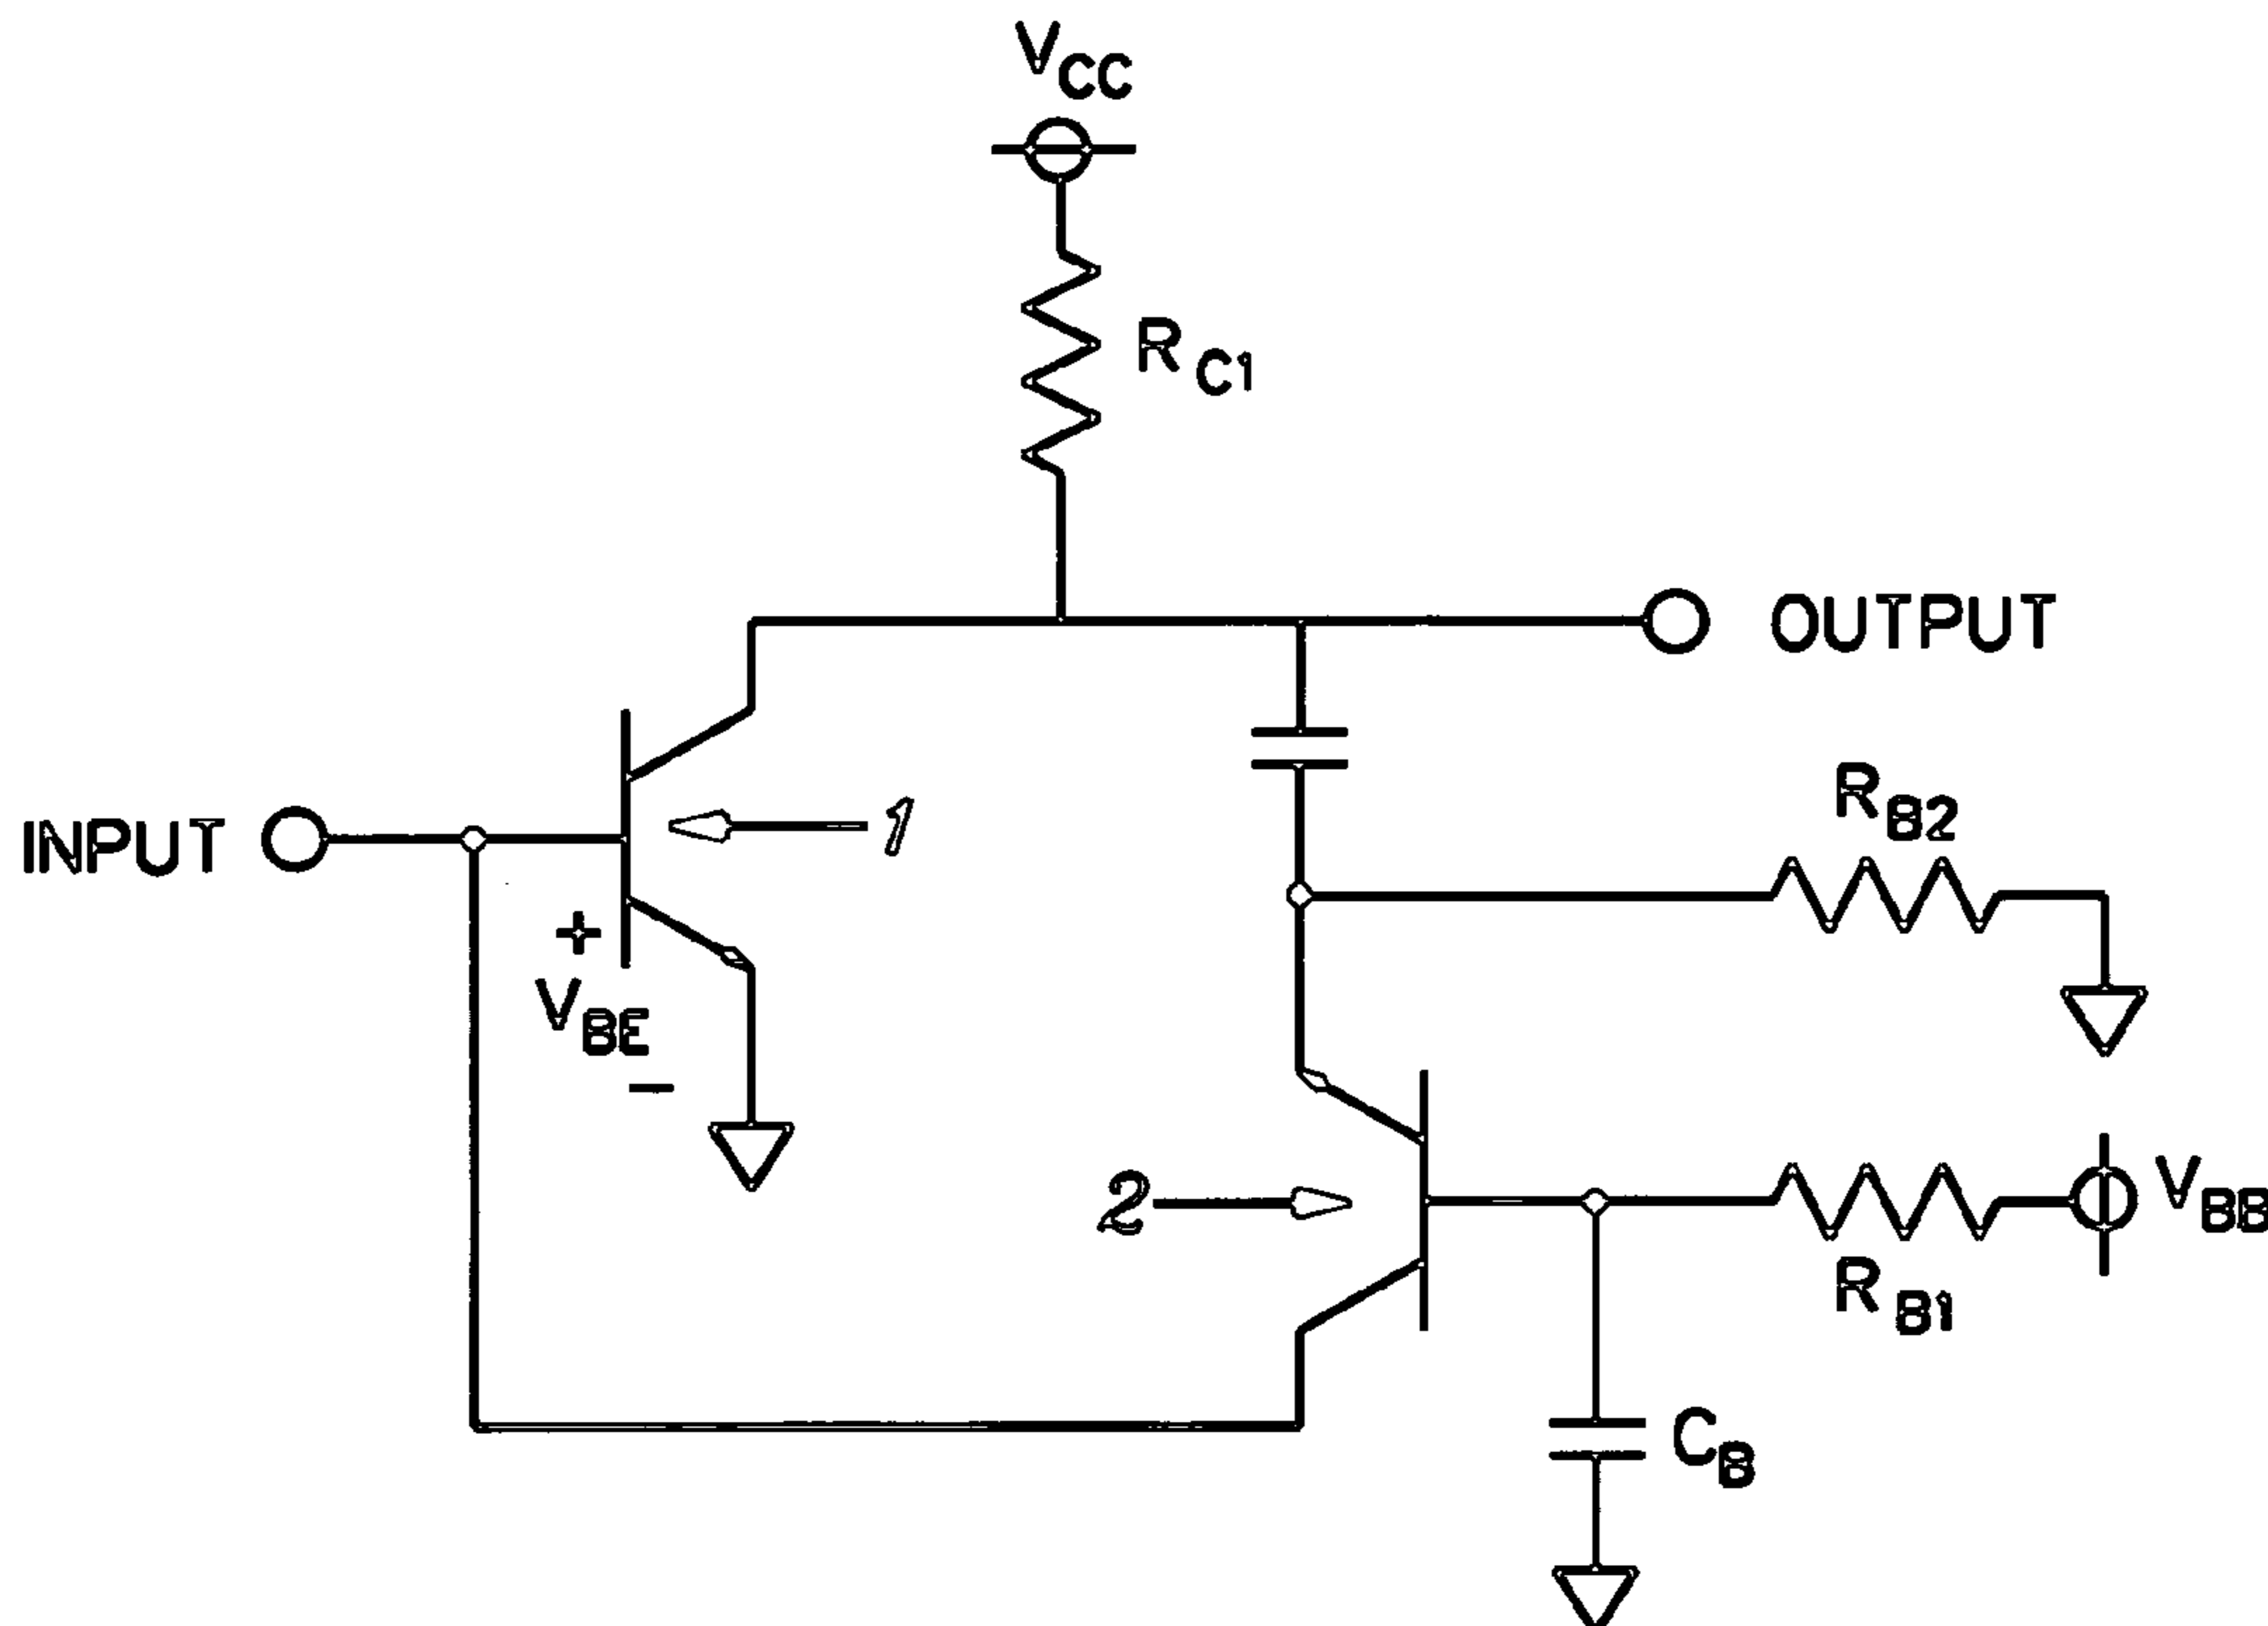 VCC
RC1
OUTPUT
RB2
INPUT
1
+
VBE
−
2
VBB
RB1
CB